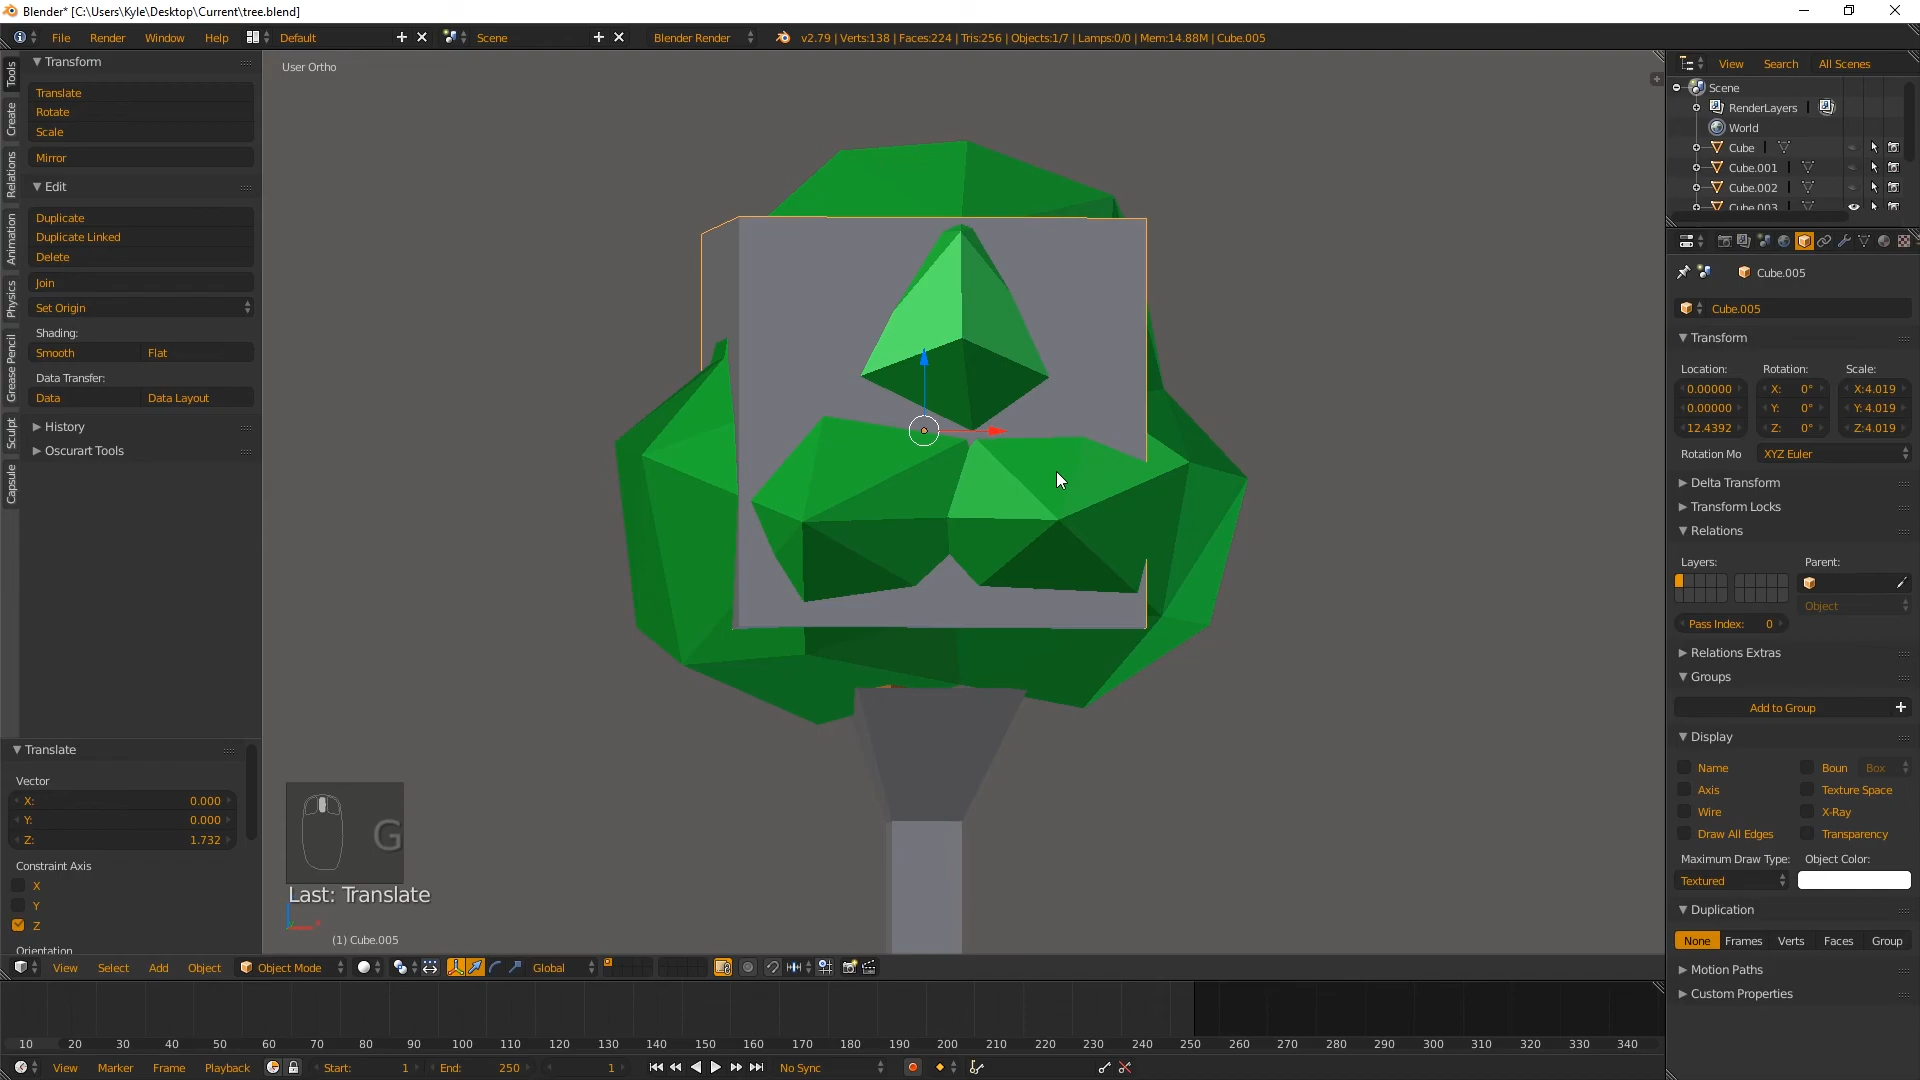 Blender* [C:\Users\Kyle\Desktop\Current\tree.blend]
File Render Window Help Default Scene Blender Render v2.79 | Verts:138 | Faces:224 | Tris:256 | Objects:1/7 | Lamps:0/0 | Mem:14.88M | Cube.005
Tools
Create
Relations
Animation
Physics
Grease Pencil
Sculpt
Capsule
Transform
Translate
Rotate
Scale
Mirror
Edit
Duplicate
Duplicate Linked
Delete
Join
Set Origin
Shading:
Smooth Flat
Data Transfer:
Data Data Layout
History
Oscurart Tools
Translate
Vector
X: 0.000
Y: 0.000
Z: 1.732
Constraint Axis
X
Y
Z
Orientation
User Ortho
G
Last: Translate
(1) Cube.005
View Select Add Object Object Mode Global
10 20 30 40 50 60 70 80 90 100 110 120 130 140 150 160 170 180 190 200 210 220 230 240 250 260 270 280 290 300 310 320 330 340
View Marker Frame Playback Start: 1 End: 250 1 No Sync
View Search All Scenes
Scene
RenderLayers
World
Cube
Cube.001
Cube.002
Cube.003
Cube.005
Cube.005
Transform
Location: Rotation: Scale:
0.00000 X: 0° X:4.019
0.00000 Y: 0° Y: 4.019
12.4392 Z: 0° Z:4.019
Rotation Mo XYZ Euler
Delta Transform
Transform Locks
Relations
Layers: Parent:
Object
Pass Index: 0
Relations Extras
Groups
Add to Group
Display
Name Boun Box
Axis Texture Space
Wire X-Ray
Draw All Edges Transparency
Maximum Draw Type: Object Color:
Textured
Duplication
None Frames Verts Faces Group
Motion Paths
Custom Properties